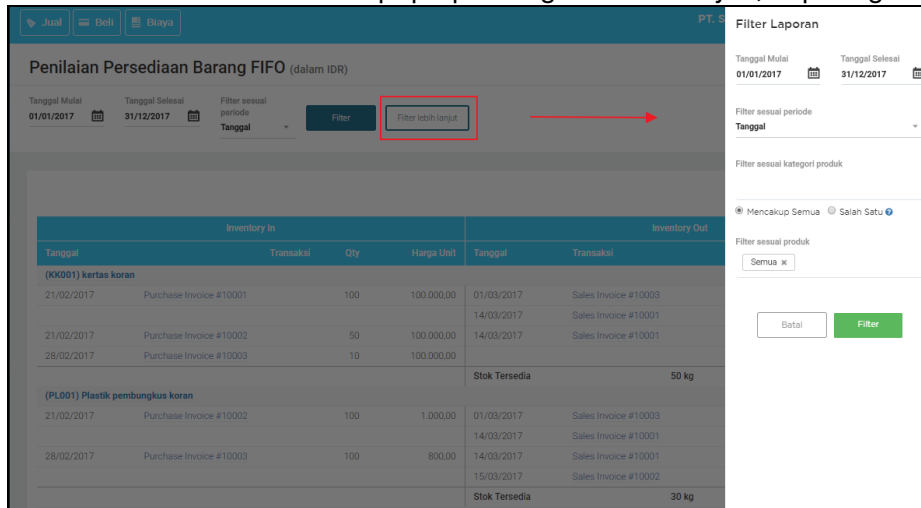 Jual Beli Biaya PT. S
Penilaian Persediaan Barang FIFO (dalam IDR)
Tanggal Mulai Tanggal Selesai Filter sesuai periode
01/01/2017 31/12/2017 Tanggal Filter Filter lebih lanjut
Inventory In Inventory Out
Tanggal Transaksi Qty Harga Unit Tanggal Transaksi
(KK001) kertas koran
21/02/2017 Purchase Invoice #10001 100 100.000,00 01/03/2017 Sales Invoice #10003
14/03/2017 Sales Invoice #10001
21/02/2017 Purchase Invoice #10002 50 100.000,00 14/03/2017 Sales Invoice #10001
28/02/2017 Purchase Invoice #10003 10 100.000,00
Stok Tersedia 50 kg
(PL001) Plastik pembungkus koran
21/02/2017 Purchase Invoice #10002 100 1.000,00 01/03/2017 Sales Invoice #10003
14/03/2017 Sales Invoice #10001
28/02/2017 Purchase Invoice #10003 100 800,00 14/03/2017 Sales Invoice #10001
15/03/2017 Sales Invoice #10002
Stok Tersedia 30 kg
Filter Laporan
Tanggal Mulai Tanggal Selesai
01/01/2017 31/12/2017
Filter sesuai periode
Tanggal
Filter sesuai kategori produk
Mencakup Semua Salah Satu
Filter sesuai produk
Semua
Batal Filter